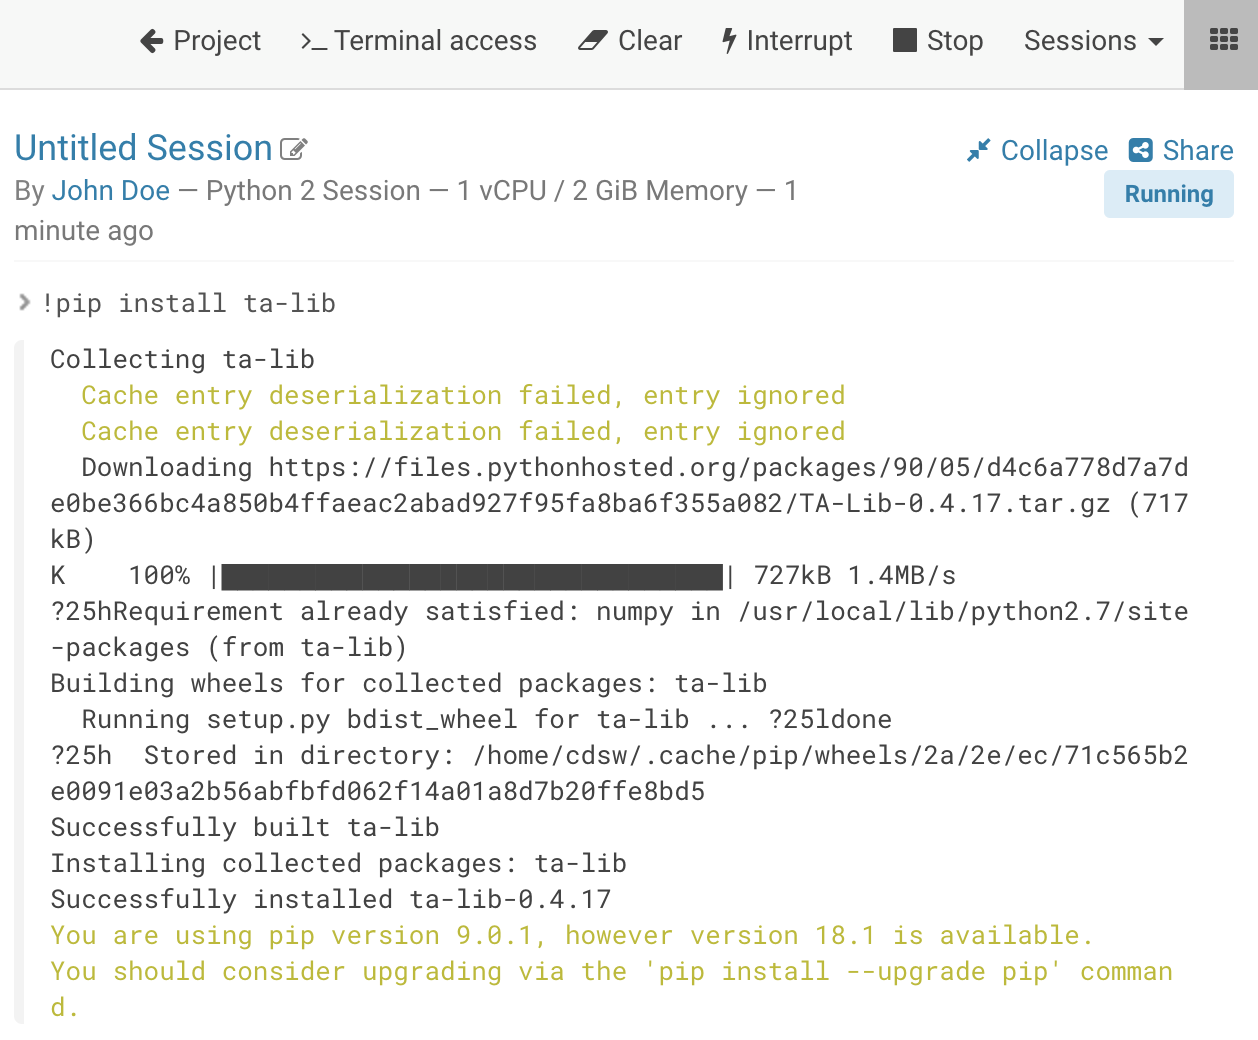 Project Terminal access Clear Interrupt Stop Sessions
Untitled Session Collapse Share
By John Doe — Python 2 Session — 1 vCPU / 2 GiB Memory — 1 Running
minute ago
!pip install ta-lib
Collecting ta-lib
  Cache entry deserialization failed, entry ignored
  Cache entry deserialization failed, entry ignored
  Downloading https://files.pythonhosted.org/packages/90/05/d4c6a778d7a7d
e0be366bc4a850b4ffaeac2abad927f95fa8ba6f355a082/TA-Lib-0.4.17.tar.gz (717
kB)
K    100% |████████████████████████████████| 727kB 1.4MB/s
?25hRequirement already satisfied: numpy in /usr/local/lib/python2.7/site
-packages (from ta-lib)
Building wheels for collected packages: ta-lib
  Running setup.py bdist_wheel for ta-lib ... ?25ldone
?25h  Stored in directory: /home/cdsw/.cache/pip/wheels/2a/2e/ec/71c565b2
e0091e03a2b56abfbfd062f14a01a8d7b20ffe8bd5
Successfully built ta-lib
Installing collected packages: ta-lib
Successfully installed ta-lib-0.4.17
You are using pip version 9.0.1, however version 18.1 is available.
You should consider upgrading via the 'pip install --upgrade pip' comman
d.